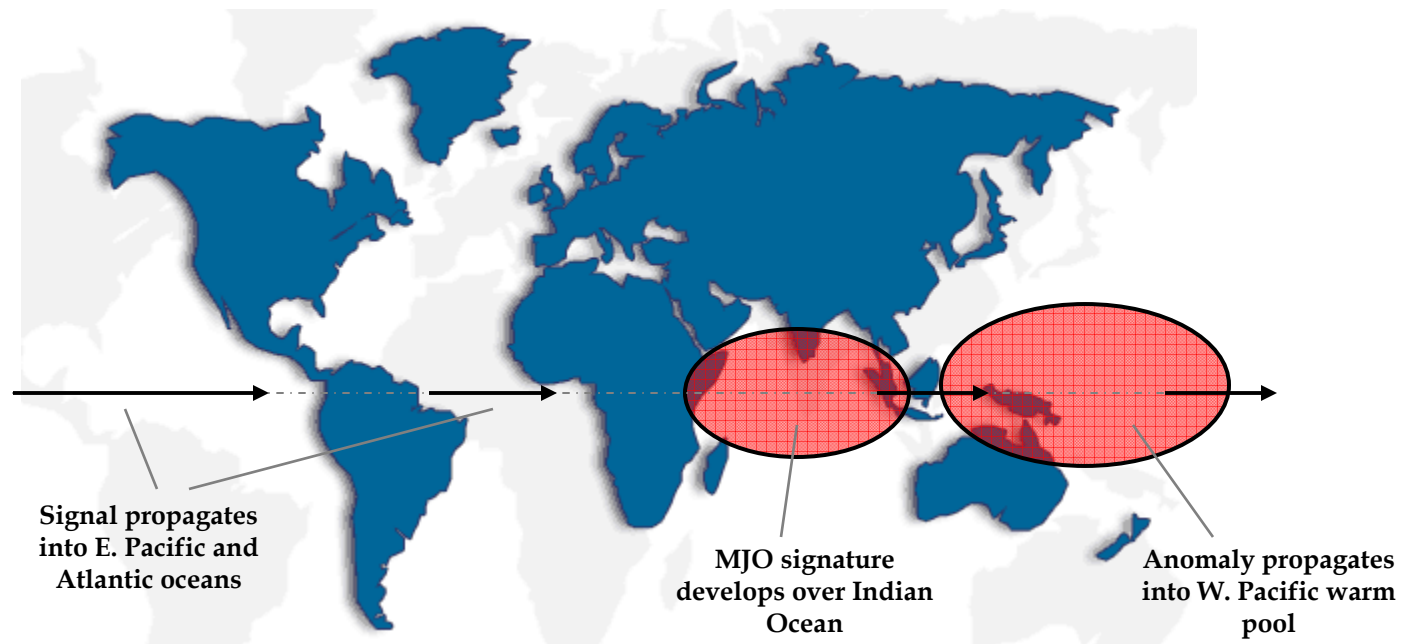 Signal propagates
into E. Pacific and
Atlantic oceans
MJO signature
develops over Indian
Ocean
Anomaly propagates
into W. Pacific warm
pool